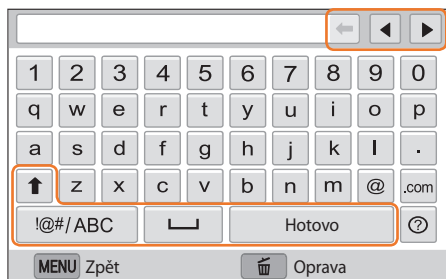 1 2 3 4 5 6 7 8 9 0
q w e r t y u i o p
a s d f g h j k l .
z x c v b n m @ .com
!@#/ABC Hotovo ?
MENU Zpět Oprava